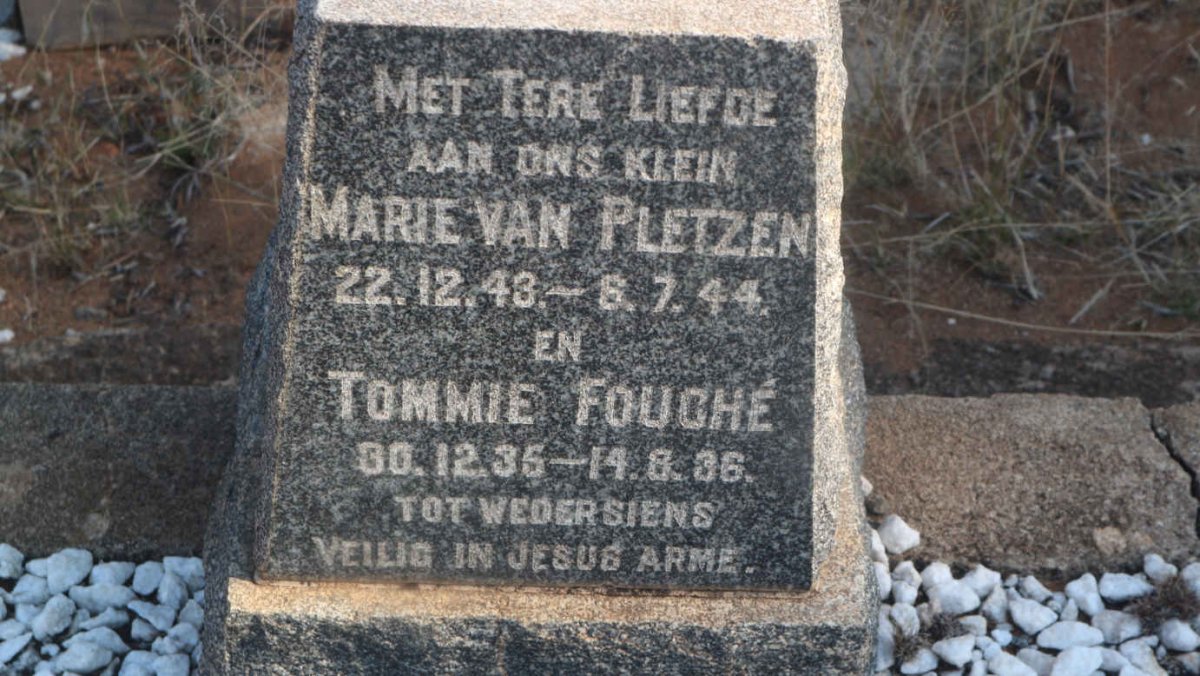 MET TERE LIEFDE
AAN ONS KLEIN
MARIE VAN PLETZEN
22.12.43.—6.7.44.
EN
TOMMIE FOUCHÉ
30.12.35—14.8.36.
TOT WEDERSIENS
VEILIG IN JESUS ARME.